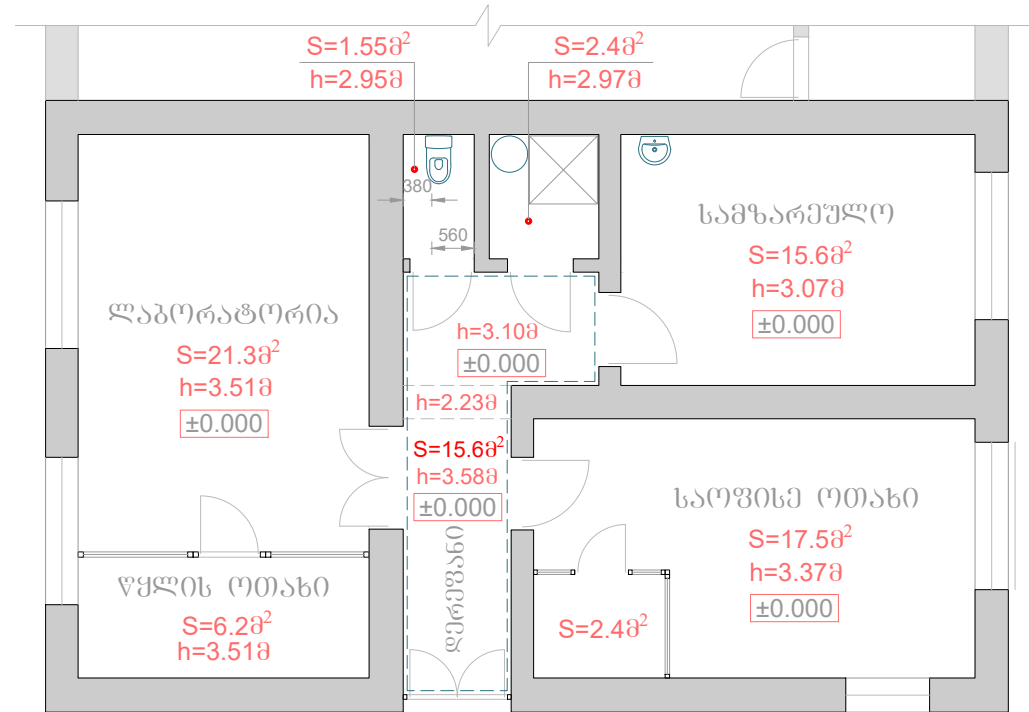 S=1.55მ²
h=2.95მ
S=2.4მ²
h=2.97მ
380
560
სამზარეულო
S=15.6მ²
h=3.07მ
±0.000
ლაბორატორია
S=21.3მ²
h=3.51მ
±0.000
h=3.10მ
±0.000
h=2.23მ
S=15.6მ²
h=3.58მ
±0.000
დერეფანი
საოფისე ოთახი
S=17.5მ²
h=3.37მ
±0.000
წყლის ოთახი
S=6.2მ²
h=3.51მ
S=2.4მ²